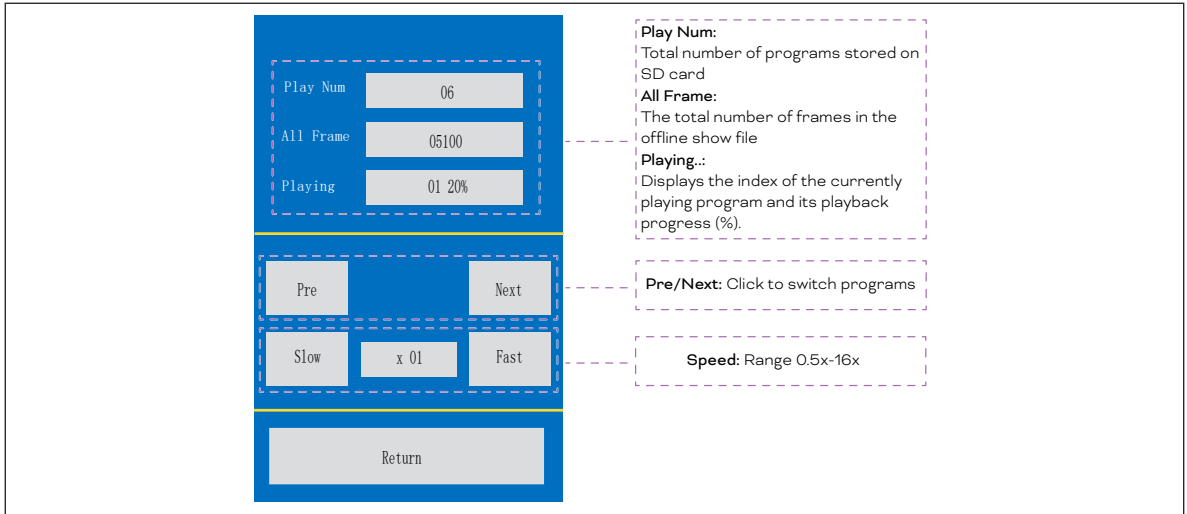 Play Num
06
All Frame
05100
Playing
01 20%
Play Num:
Total number of programs stored on
SD card
All Frame:
The total number of frames in the
offline show file
Playing..:
Displays the index of the currently
playing program and its playback
progress (%).
Pre
Next
Pre/Next: Click to switch programs
Slow
x 01
Fast
Speed: Range 0.5x-16x
Return